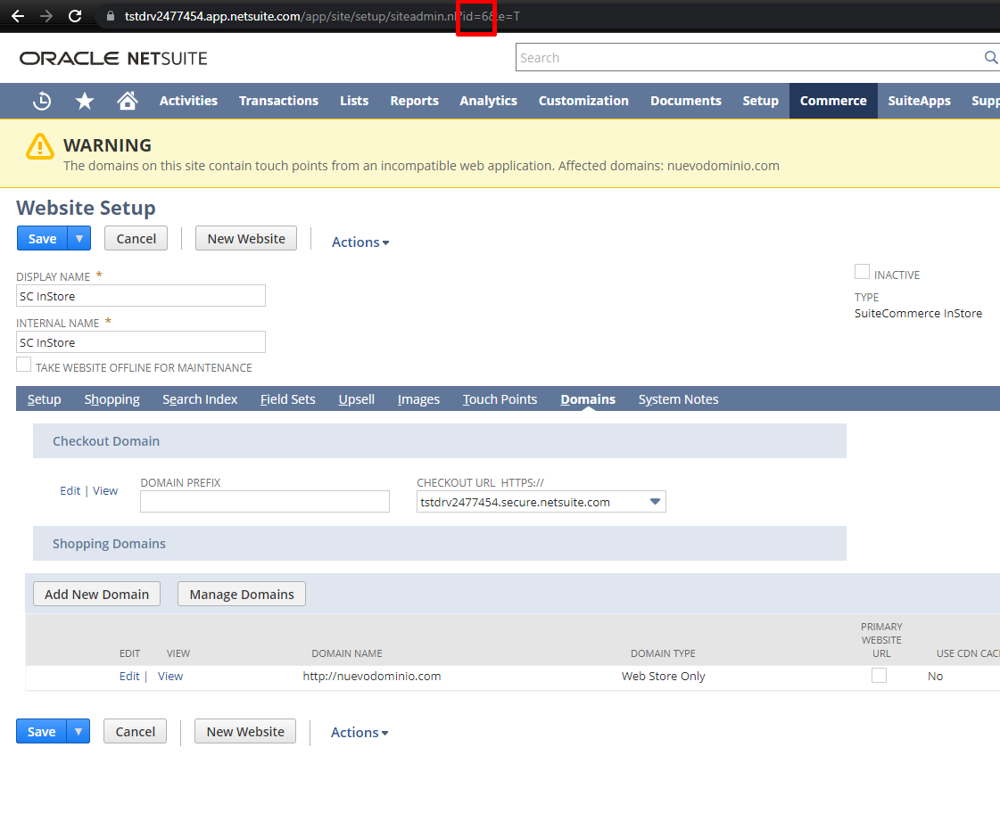 tstdrv2477454.app.netsuite.com/app/site/setup/siteadmin.nl?id=6&e=T
ORACLE NETSUITE
Search
Activities Transactions Lists Reports Analytics Customization Documents Setup Commerce SuiteApps Supp
WARNING
The domains on this site contain touch points from an incompatible web application. Affected domains: nuevodominio.com
Website Setup
Save Cancel New Website Actions
DISPLAY NAME *
SC InStore
INACTIVE
TYPE
SuiteCommerce InStore
INTERNAL NAME *
SC InStore
TAKE WEBSITE OFFLINE FOR MAINTENANCE
Setup Shopping Search Index Field Sets Upsell Images Touch Points Domains System Notes
Checkout Domain
Edit | View
DOMAIN PREFIX
CHECKOUT URL HTTPS://
tstdrv2477454.secure.netsuite.com
Shopping Domains
Add New Domain Manage Domains
EDIT VIEW DOMAIN NAME DOMAIN TYPE PRIMARY WEBSITE URL USE CDN CAC
Edit | View http://nuevodominio.com Web Store Only No
Save Cancel New Website Actions